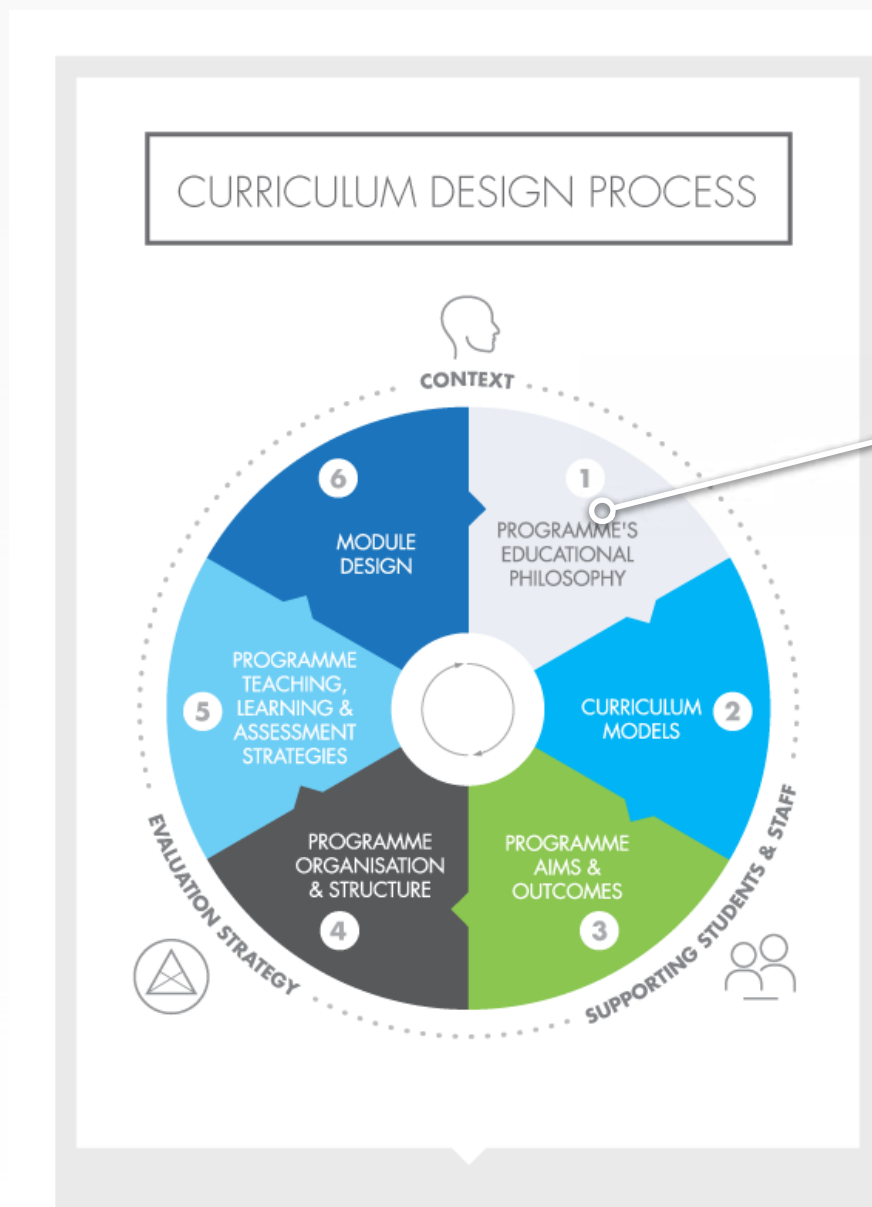 CURRICULUM DESIGN PROCESS
CONTEXT
1
PROGRAMME'S
EDUCATIONAL
PHILOSOPHY
2
CURRICULUM
MODELS
3
PROGRAMME
AIMS &
OUTCOMES
4
PROGRAMME
ORGANISATION
& STRUCTURE
5
PROGRAMME
TEACHING,
LEARNING &
ASSESSMENT
STRATEGIES
6
MODULE
DESIGN
SUPPORTING STUDENTS & STAFF
EVALUATION STRATEGY